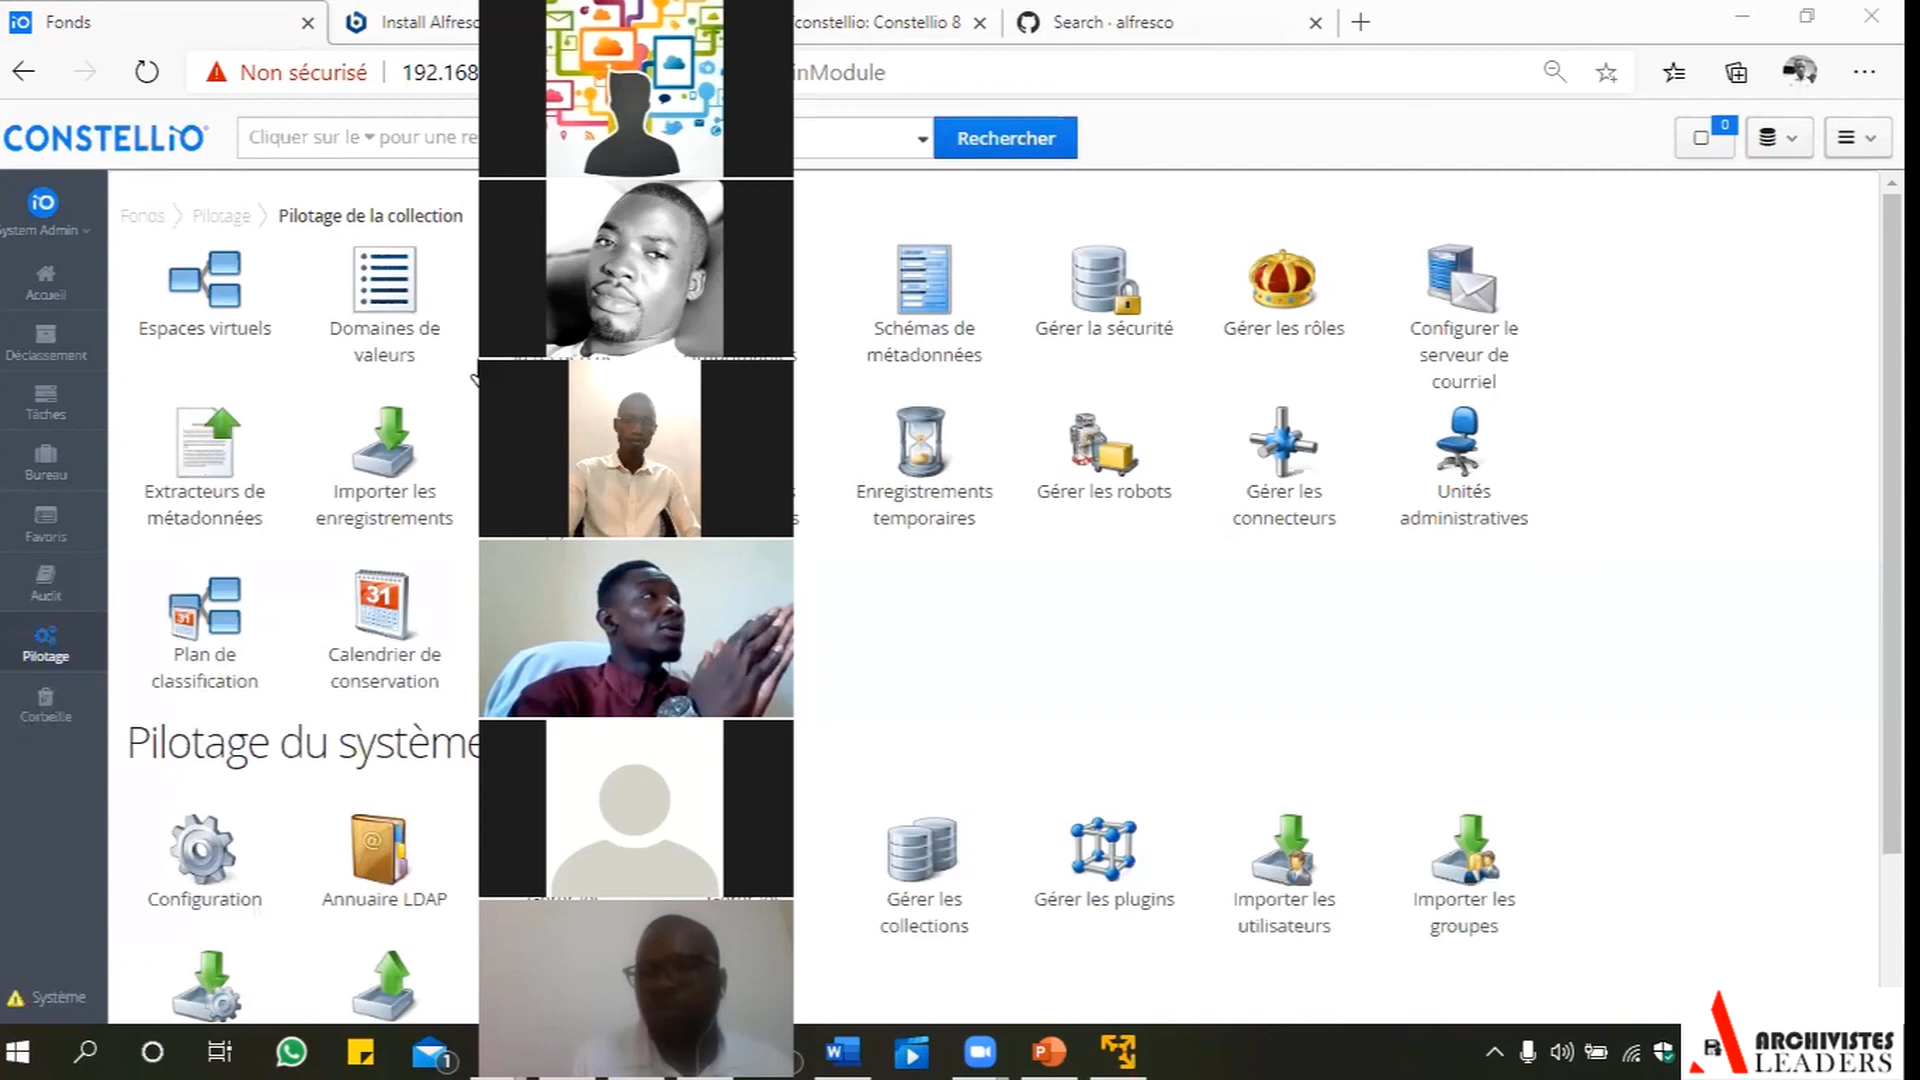 Fonds
Install Alfresc
constellio: Constellio 8
Search · alfresco
Non sécurisé
192.168
inModule
CONSTELLiO
Cliquer sur le
pour une re
Rechercher
0
System Admin
Accueil
Déclassement
Tâches
Bureau
Favoris
Audit
Pilotage
Corbeille
Système
Fonds
Pilotage
Pilotage de la collection
Espaces virtuels
Domaines de
valeurs
Schémas de
métadonnées
Gérer la sécurité
Gérer les rôles
Configurer le
serveur de
courriel
Extracteurs de
métadonnées
Importer les
enregistrements
Enregistrements
temporaires
Gérer les robots
Gérer les
connecteurs
Unités
administratives
31
Plan de
classification
31
Calendrier de
conservation
Pilotage du système
Configuration
Annuaire LDAP
Gérer les
collections
Gérer les plugins
Importer les
utilisateurs
Importer les
groupes
1
ARCHIVISTES
LEADERS